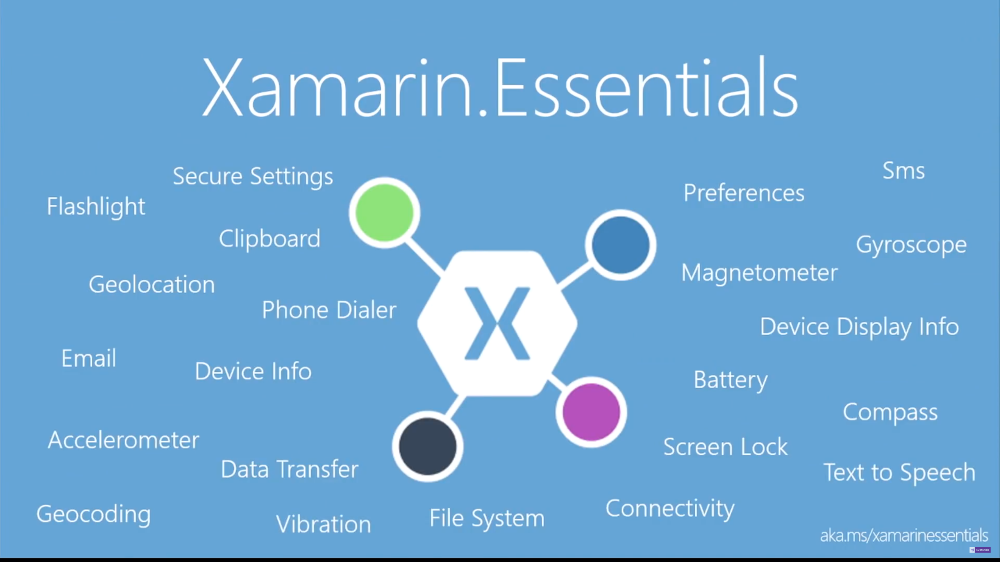 Xamarin.Essentials
Secure Settings
Flashlight
Clipboard
Geolocation
Phone Dialer
Email
Device Info
Accelerometer
Data Transfer
Geocoding
Vibration
File System
X
Sms
Preferences
Gyroscope
Magnetometer
Device Display Info
Battery
Compass
Screen Lock
Text to Speech
Connectivity
aka.ms/xamarinessentials
SUBSCRIBE